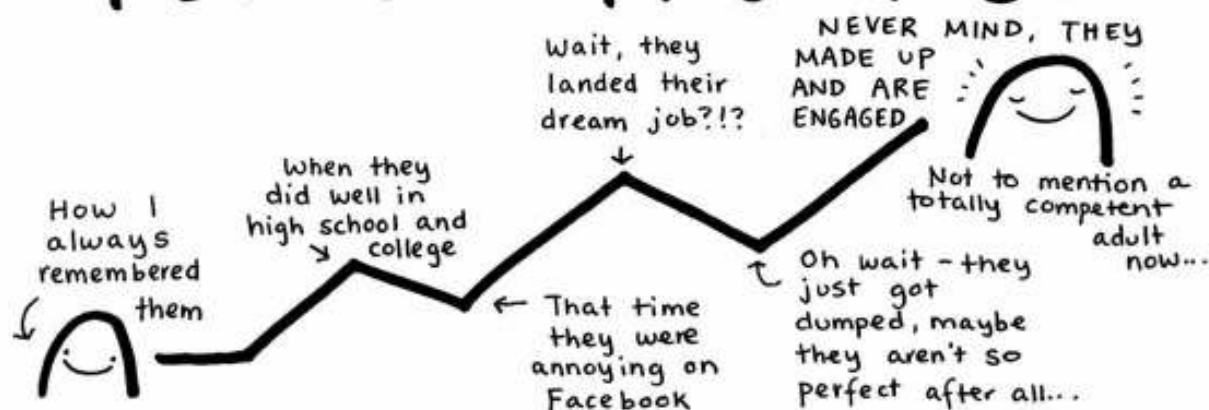 How I
always
remembered
them
When they
did well in
high school and
college
That time
they were
annoying on
Facebook
Wait, they
landed their
dream job?!?
Oh wait - they
just got
dumped, maybe
they aren't so
perfect after all...
NEVER MIND, THEY
MADE UP
AND ARE
ENGAGED
Not to mention a
totally competent
adult
now...